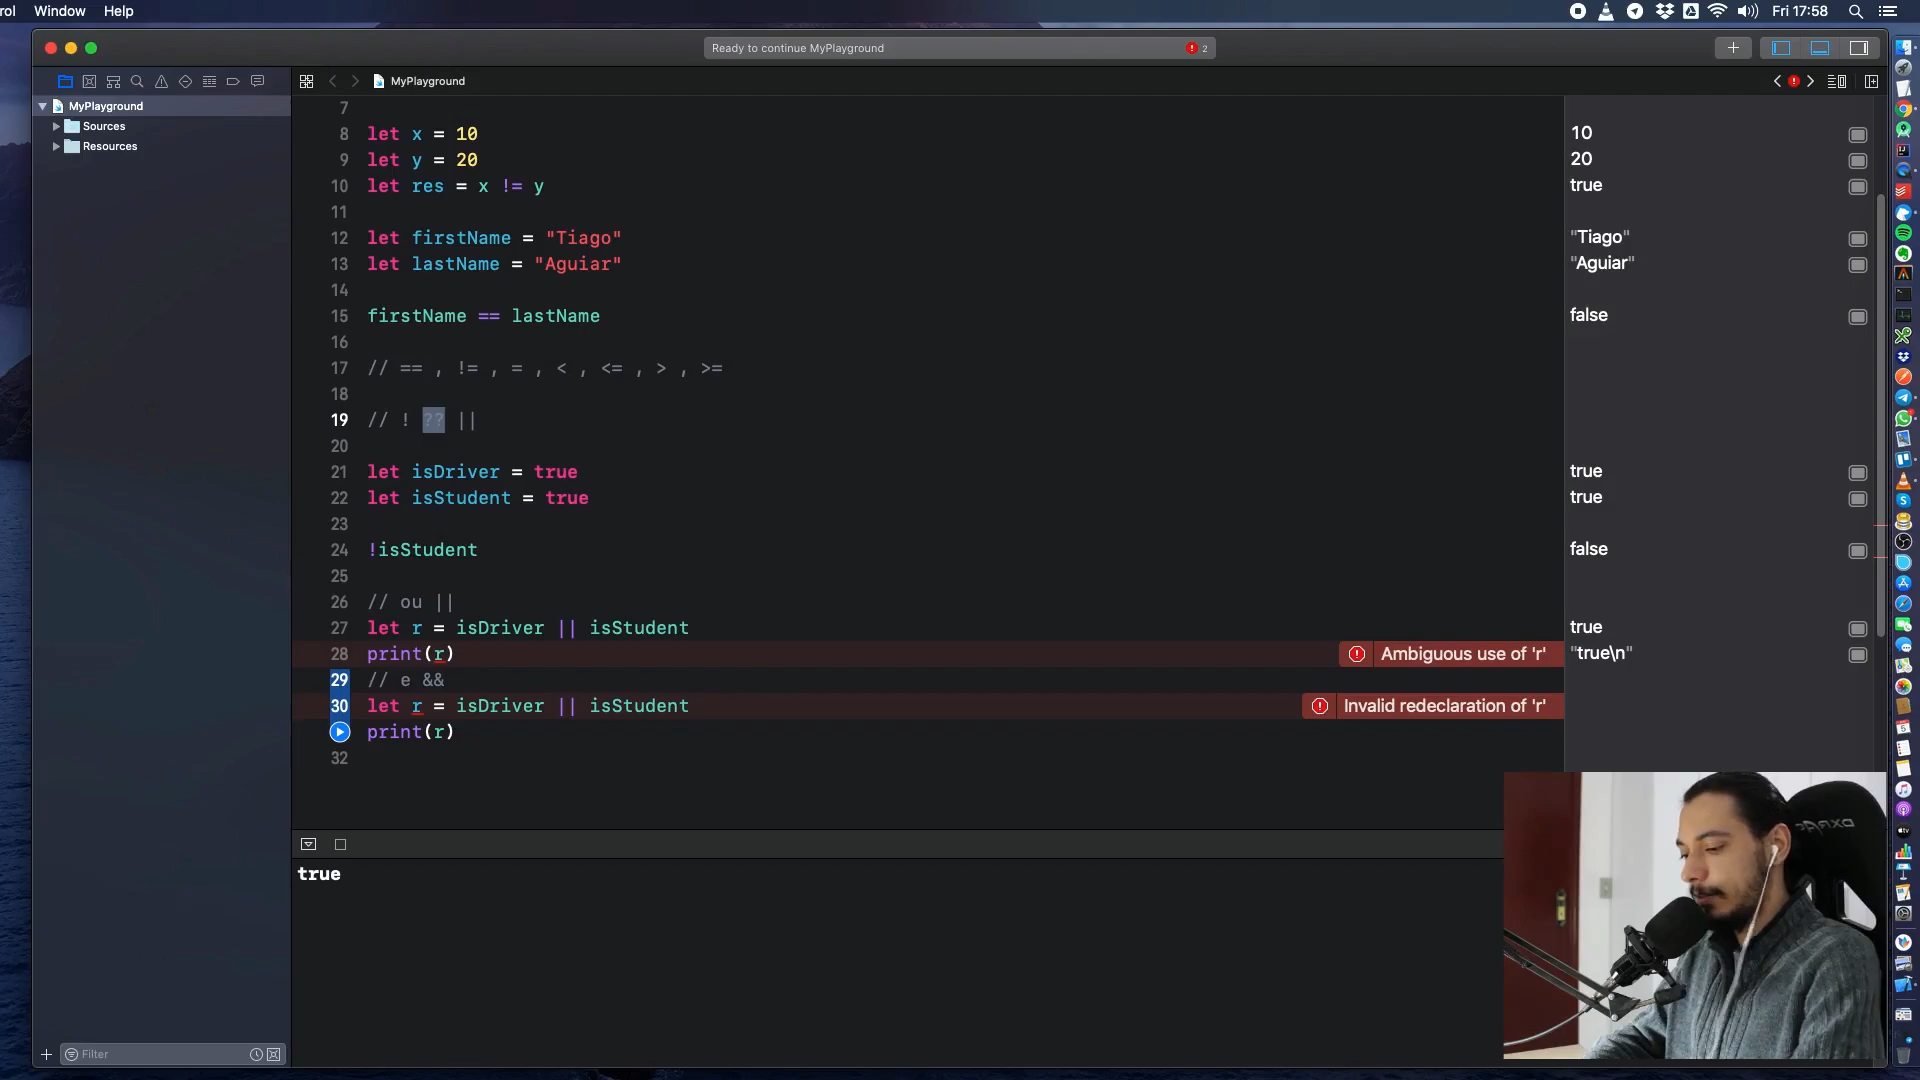 rol Window Help
Fri 17:58
Ready to continue MyPlayground
2
MyPlayground
MyPlayground
Sources
Resources
7
8 let x = 10
10
9 let y = 20
20
10 let res = x != y
true
11
12 let firstName = "Tiago"
"Tiago"
13 let lastName = "Aguiar"
"Aguiar"
14
15 firstName == lastName
false
16
17 // == , != , = , < , <= , > , >=
18
19 // ! ?? ||
20
21 let isDriver = true
true
22 let isStudent = true
true
23
24 !isStudent
false
25
26 // ou ||
27 let r = isDriver || isStudent
true
28 print(r)
Ambiguous use of 'r'
"true\n"
29 // e &&
30 let r = isDriver || isStudent
Invalid redeclaration of 'r'
print(r)
32
true
Filter